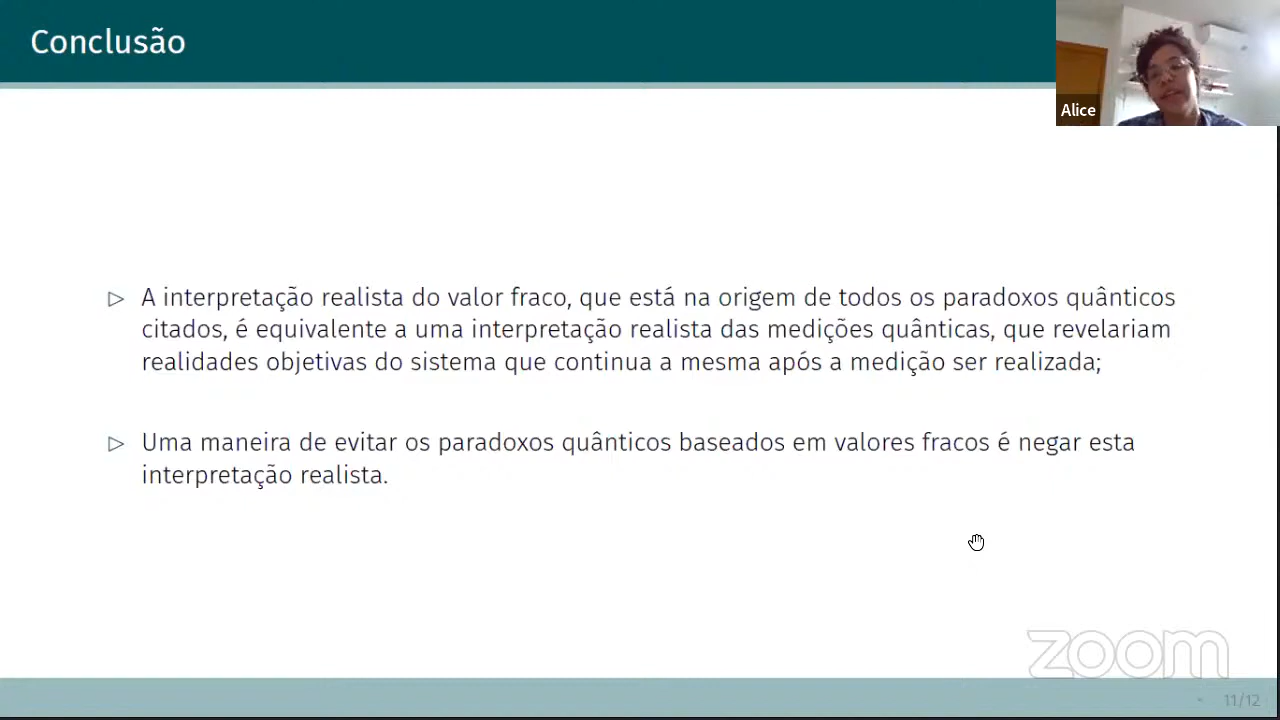 Conclusão
Alice
▷ A interpretação realista do valor fraco, que está na origem de todos os paradoxos quânticos
citados, é equivalente a uma interpretação realista das medições quânticas, que revelariam
realidades objetivas do sistema que continua a mesma após a medição ser realizada;
▷ Uma maneira de evitar os paradoxos quânticos baseados em valores fracos é negar esta
interpretação realista.
zoom
11/12